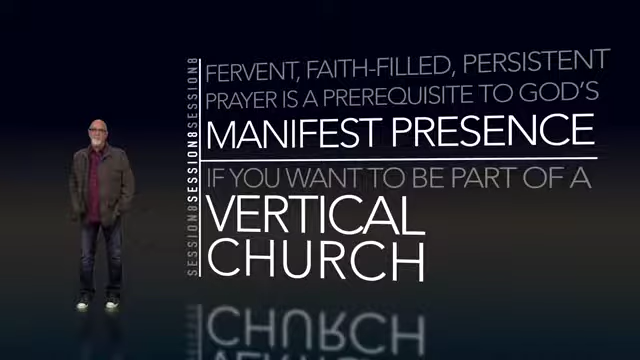 SESSION8SESSION8SESSION8
FERVENT, FAITH-FILLED, PERSISTENT
PRAYER IS A PREREQUISITE TO GOD'S
MANIFEST PRESENCE
IF YOU WANT TO BE PART OF A
VERTICAL
CHURCH